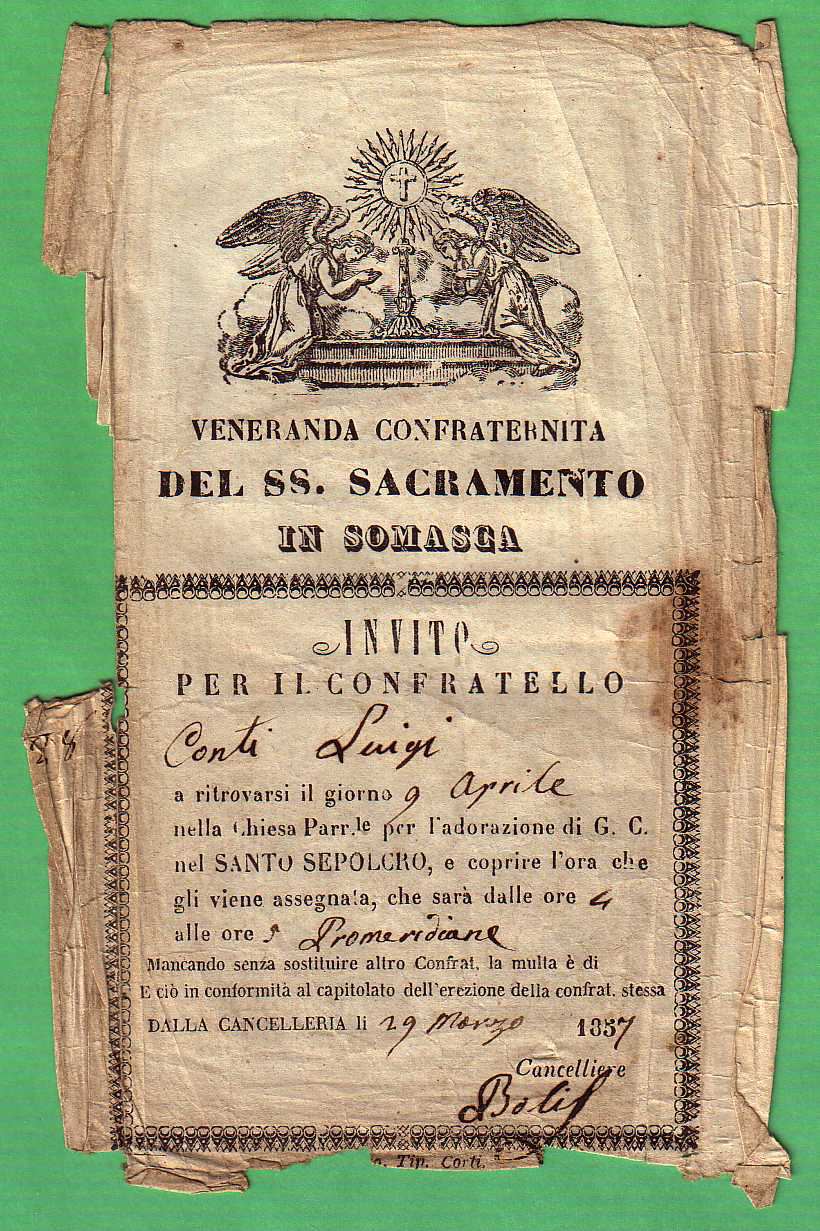 VENERANDA CONFRATERNITA
DEL SS. SACRAMENTO
IN SOMASCA
INVITO
PER IL CONFRATELLO
Conti Luigi
a ritrovarsi il giorno 9 Aprile
nella Chiesa Parr.le per l'adorazione di G. C.
nel SANTO SEPOLCRO, e coprire l'ora che
gli viene assegnata, che sarà dalle ore 4
alle ore 5 Promeridiane
Mancando senza sostituire altro Confrat. la multa è di
E ciò in conformità al capitolato dell'erezione della confrat. stessa
DALLA CANCELLERIA li 29 Marzo 1857
Cancelliere
Bolis
Tip. Corti.